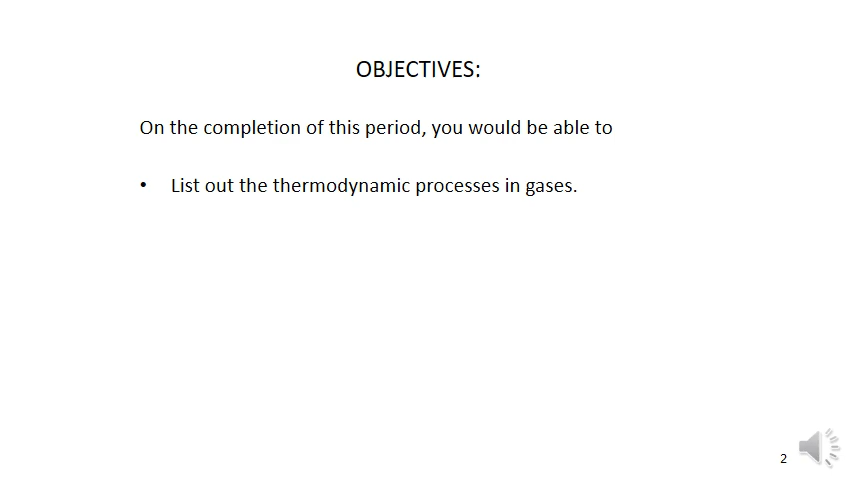 OBJECTIVES:
On the completion of this period, you would be able to
• List out the thermodynamic processes in gases.
2